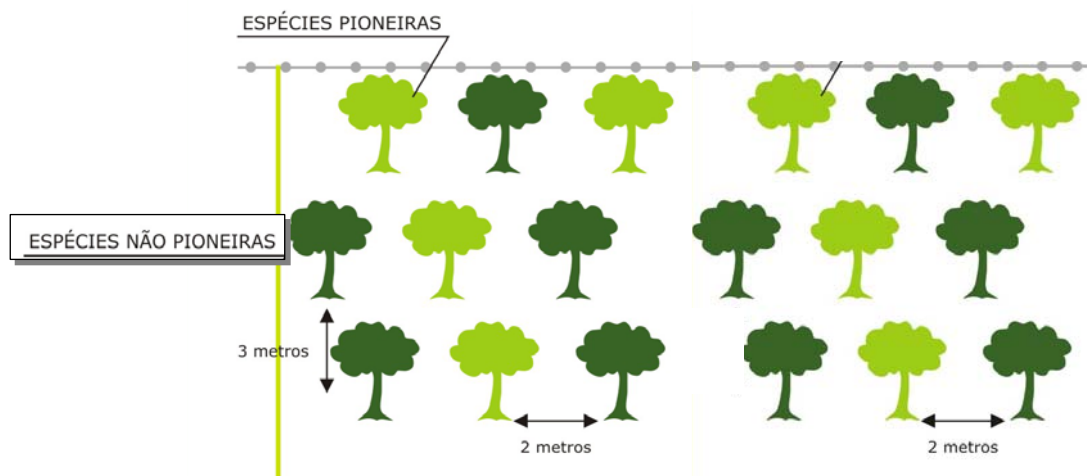 ESPÉCIES PIONEIRAS
ESPÉCIES NÃO PIONEIRAS
3 metros
2 metros
2 metros